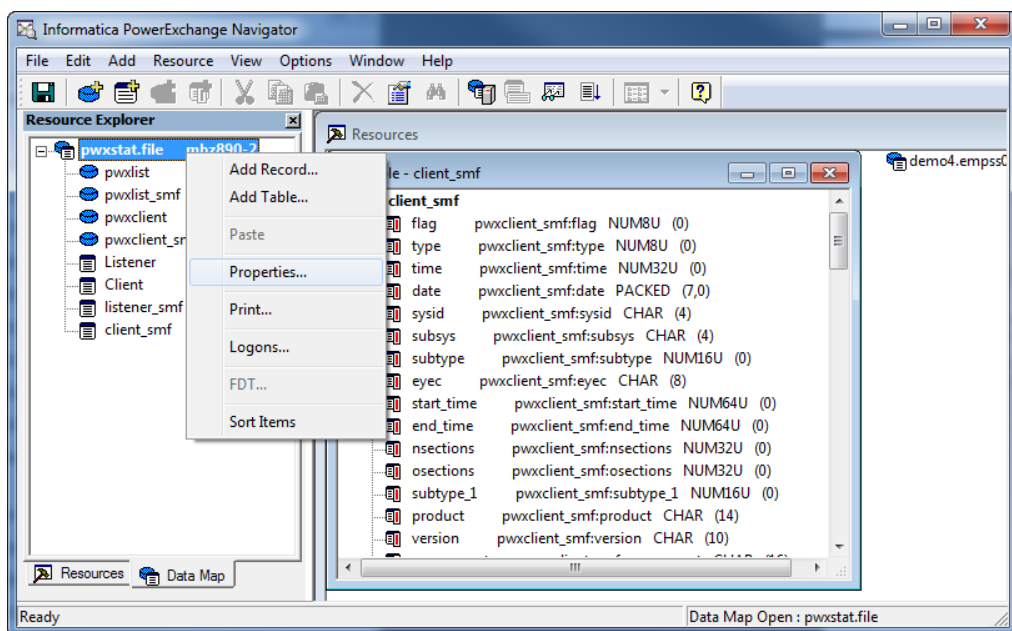 Informatica PowerExchange Navigator
File Edit Add Resource View Options Window Help
Resource Explorer
pwxstat.file mbz890-2
pwxlist
pwxlist_smf
pwxclient
pwxclient_sr
Listener
Client
listener_smf
client_smf
Add Record...
Add Table...
Paste
Properties...
Print...
Logons...
FDT...
Sort Items
Resources Data Map
Resources
le - client_smf
client_smf
flag pwxclient_smf:flag NUM8U (0)
type pwxclient_smf:type NUM8U (0)
time pwxclient_smf:time NUM32U (0)
date pwxclient_smf:date PACKED (7,0)
sysid pwxclient_smf:sysid CHAR (4)
subsys pwxclient_smf:subsys CHAR (4)
subtype pwxclient_smf:subtype NUM16U (0)
eyec pwxclient_smf:eyec CHAR (8)
start_time pwxclient_smf:start_time NUM64U (0)
end_time pwxclient_smf:end_time NUM64U (0)
nsections pwxclient_smf:nsections NUM32U (0)
osections pwxclient_smf:osections NUM32U (0)
subtype_1 pwxclient_smf:subtype_1 NUM16U (0)
product pwxclient_smf:product CHAR (14)
version pwxclient_smf:version CHAR (10)
demo4.empss0
Ready
Data Map Open : pwxstat.file